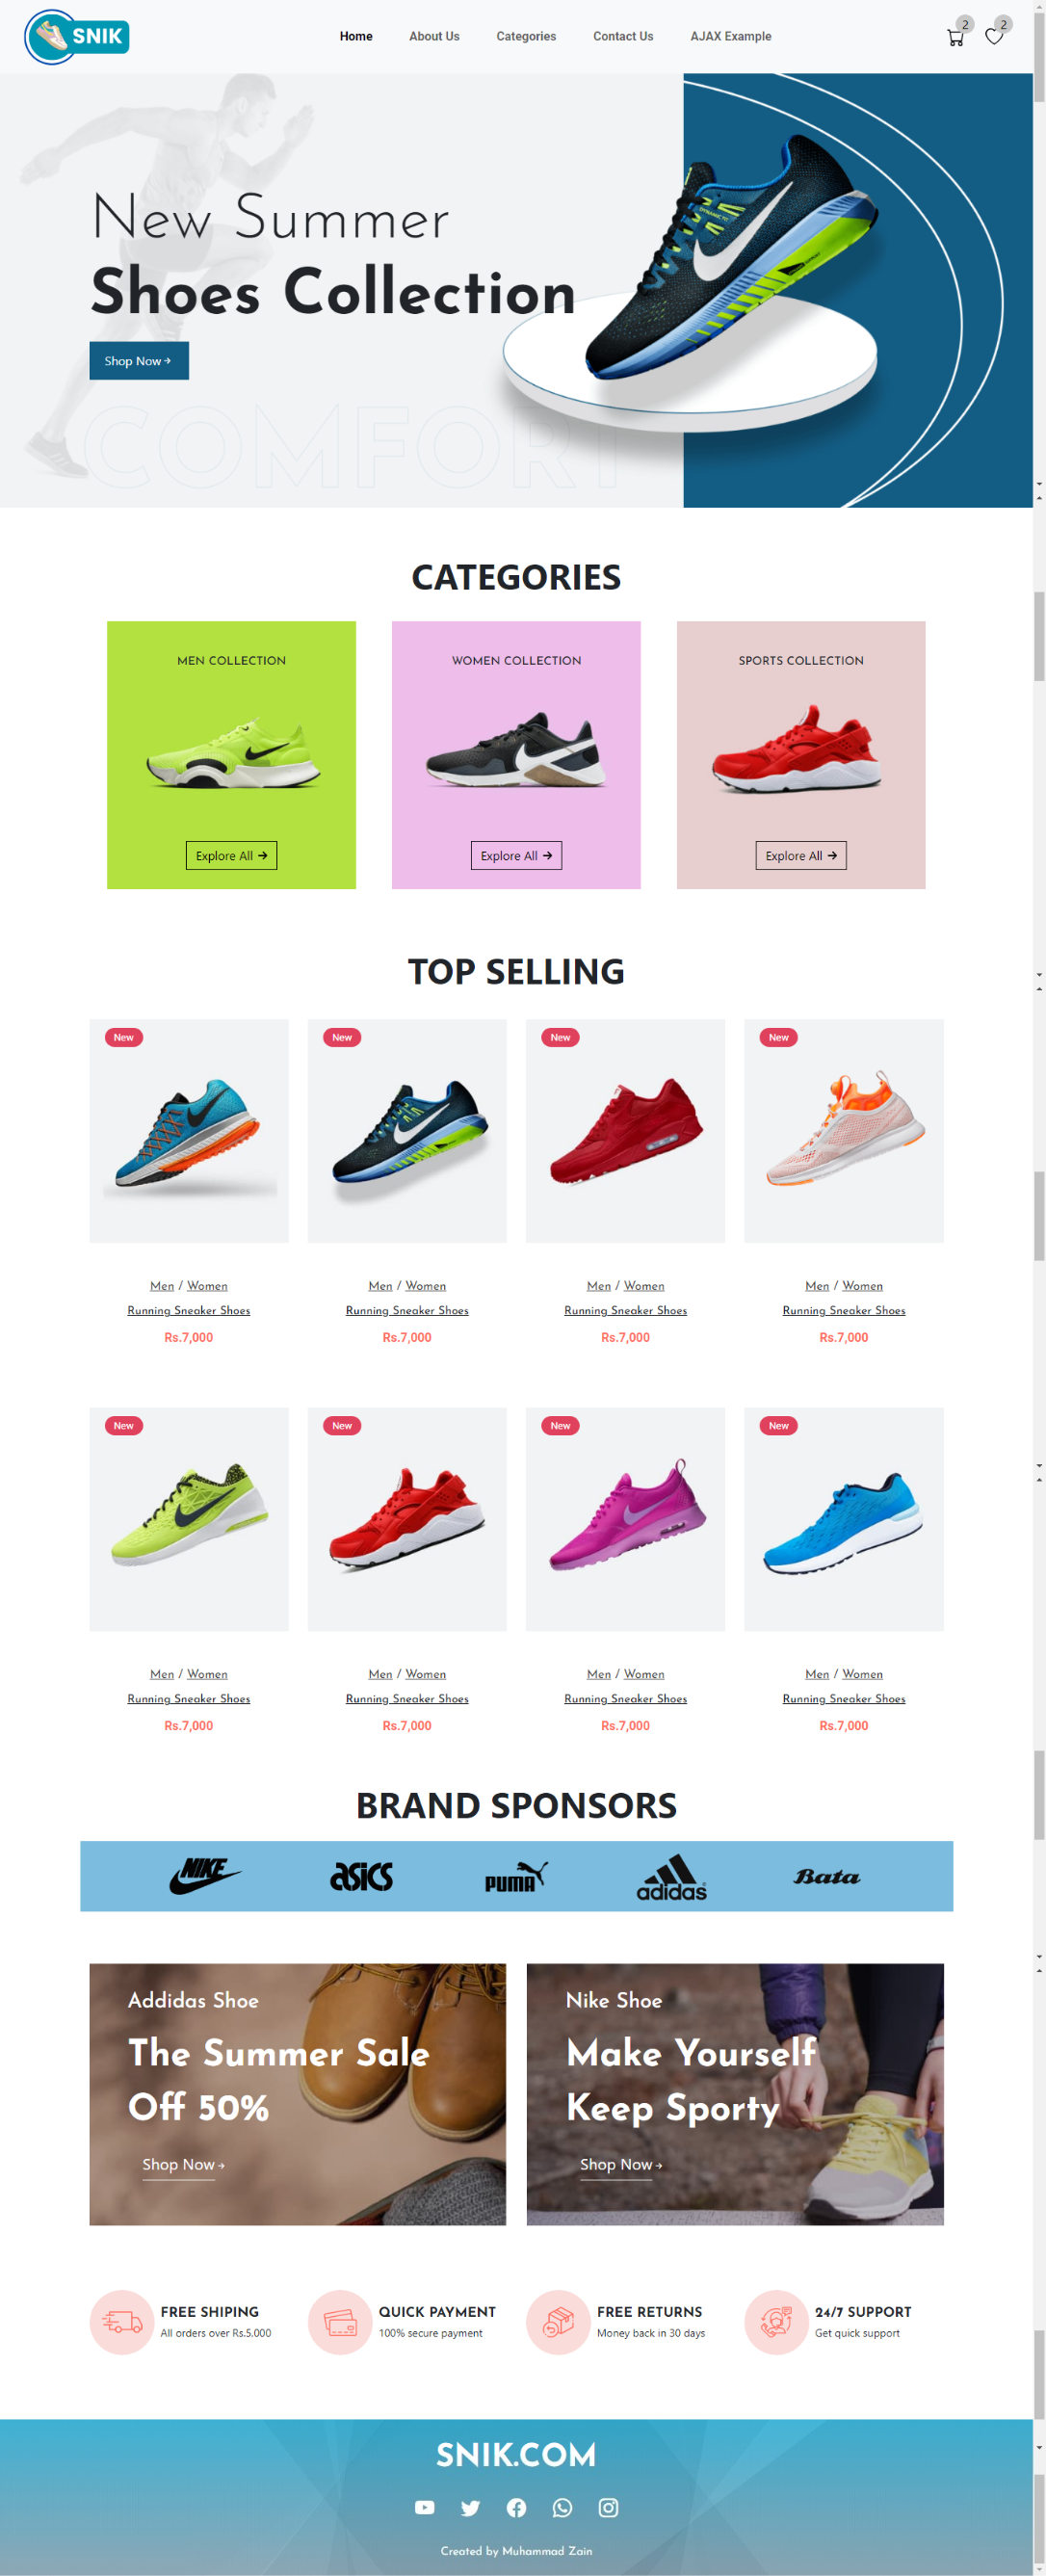 SNIK
Home About Us Categories Contact Us AJAX Example
2 2
New Summer
Shoes Collection
Shop Now
COMFORT
CATEGORIES
MEN COLLECTION WOMEN COLLECTION SPORTS COLLECTION
Explore All Explore All Explore All
TOP SELLING
New New New New
Men / Women Men / Women Men / Women Men / Women
Running Sneaker Shoes Running Sneaker Shoes Running Sneaker Shoes Running Sneaker Shoes
Rs.7,000 Rs.7,000 Rs.7,000 Rs.7,000
New New New New
Men / Women Men / Women Men / Women Men / Women
Running Sneaker Shoes Running Sneaker Shoes Running Sneaker Shoes Running Sneaker Shoes
Rs.7,000 Rs.7,000 Rs.7,000 Rs.7,000
BRAND SPONSORS
NIKE asics PUMA adidas Bata
Addidas Shoe
The Summer Sale
Off 50%
Shop Now
Nike Shoe
Make Yourself
Keep Sporty
Shop Now
FREE SHIPING
All orders over Rs.5,000
QUICK PAYMENT
100% secure payment
FREE RETURNS
Money back in 30 days
24/7 SUPPORT
Get quick support
SNIK.COM
Created by Muhammad Zain